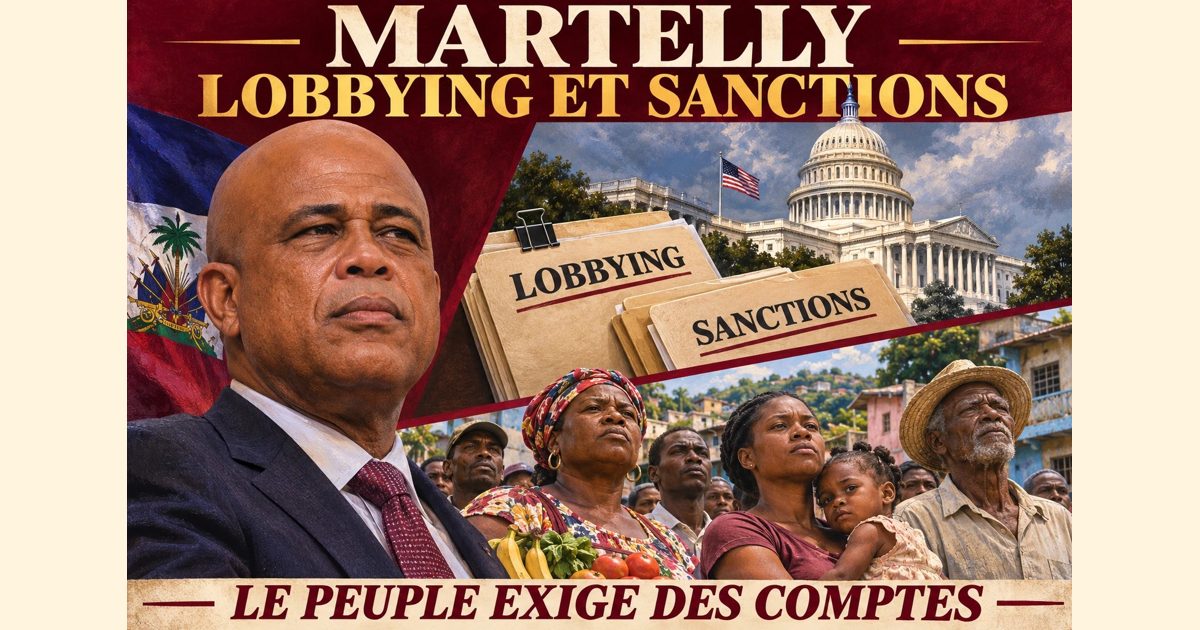 MARTELLY
LOBBYING ET SANCTIONS
LOBBYING
SANCTIONS
LE PEUPLE EXIGE DES COMPTES